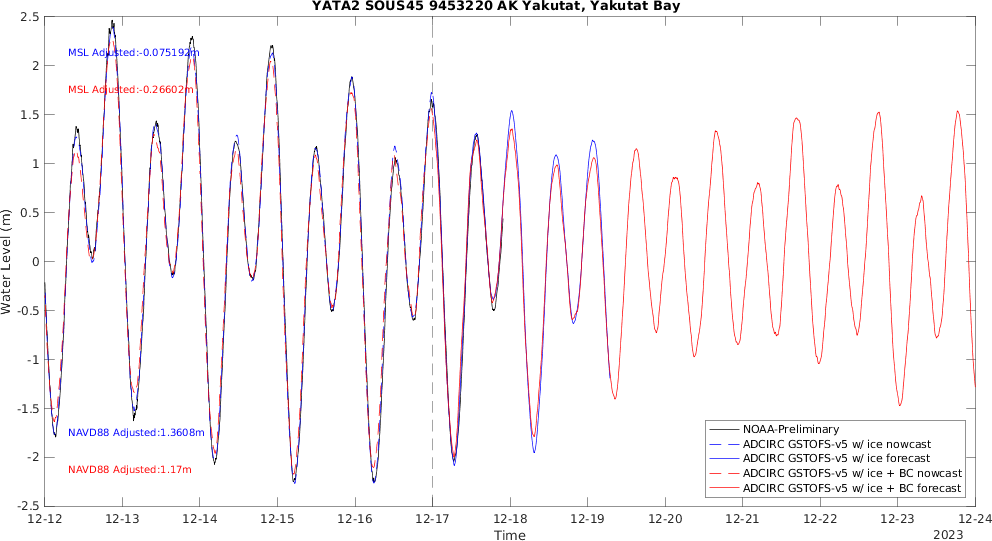 YATA2 SOUS45 9453220 AK Yakutat, Yakutat Bay
2.5
2
1.5
1
0.5
0
-0.5
-1
-1.5
-2
-2.5
Water Level (m)
MSL Adjusted:-0.075192m
MSL Adjusted:-0.26602m
NAVD88 Adjusted:1.3608m
NAVD88 Adjusted:1.17m
NOAA-Preliminary
ADCIRC GSTOFS-v5 w/ ice nowcast
ADCIRC GSTOFS-v5 w/ ice forecast
ADCIRC GSTOFS-v5 w/ ice + BC nowcast
ADCIRC GSTOFS-v5 w/ ice + BC forecast
12-12 12-13 12-14 12-15 12-16 12-17 12-18 12-19 12-20 12-21 12-22 12-23 12-24
Time
2023